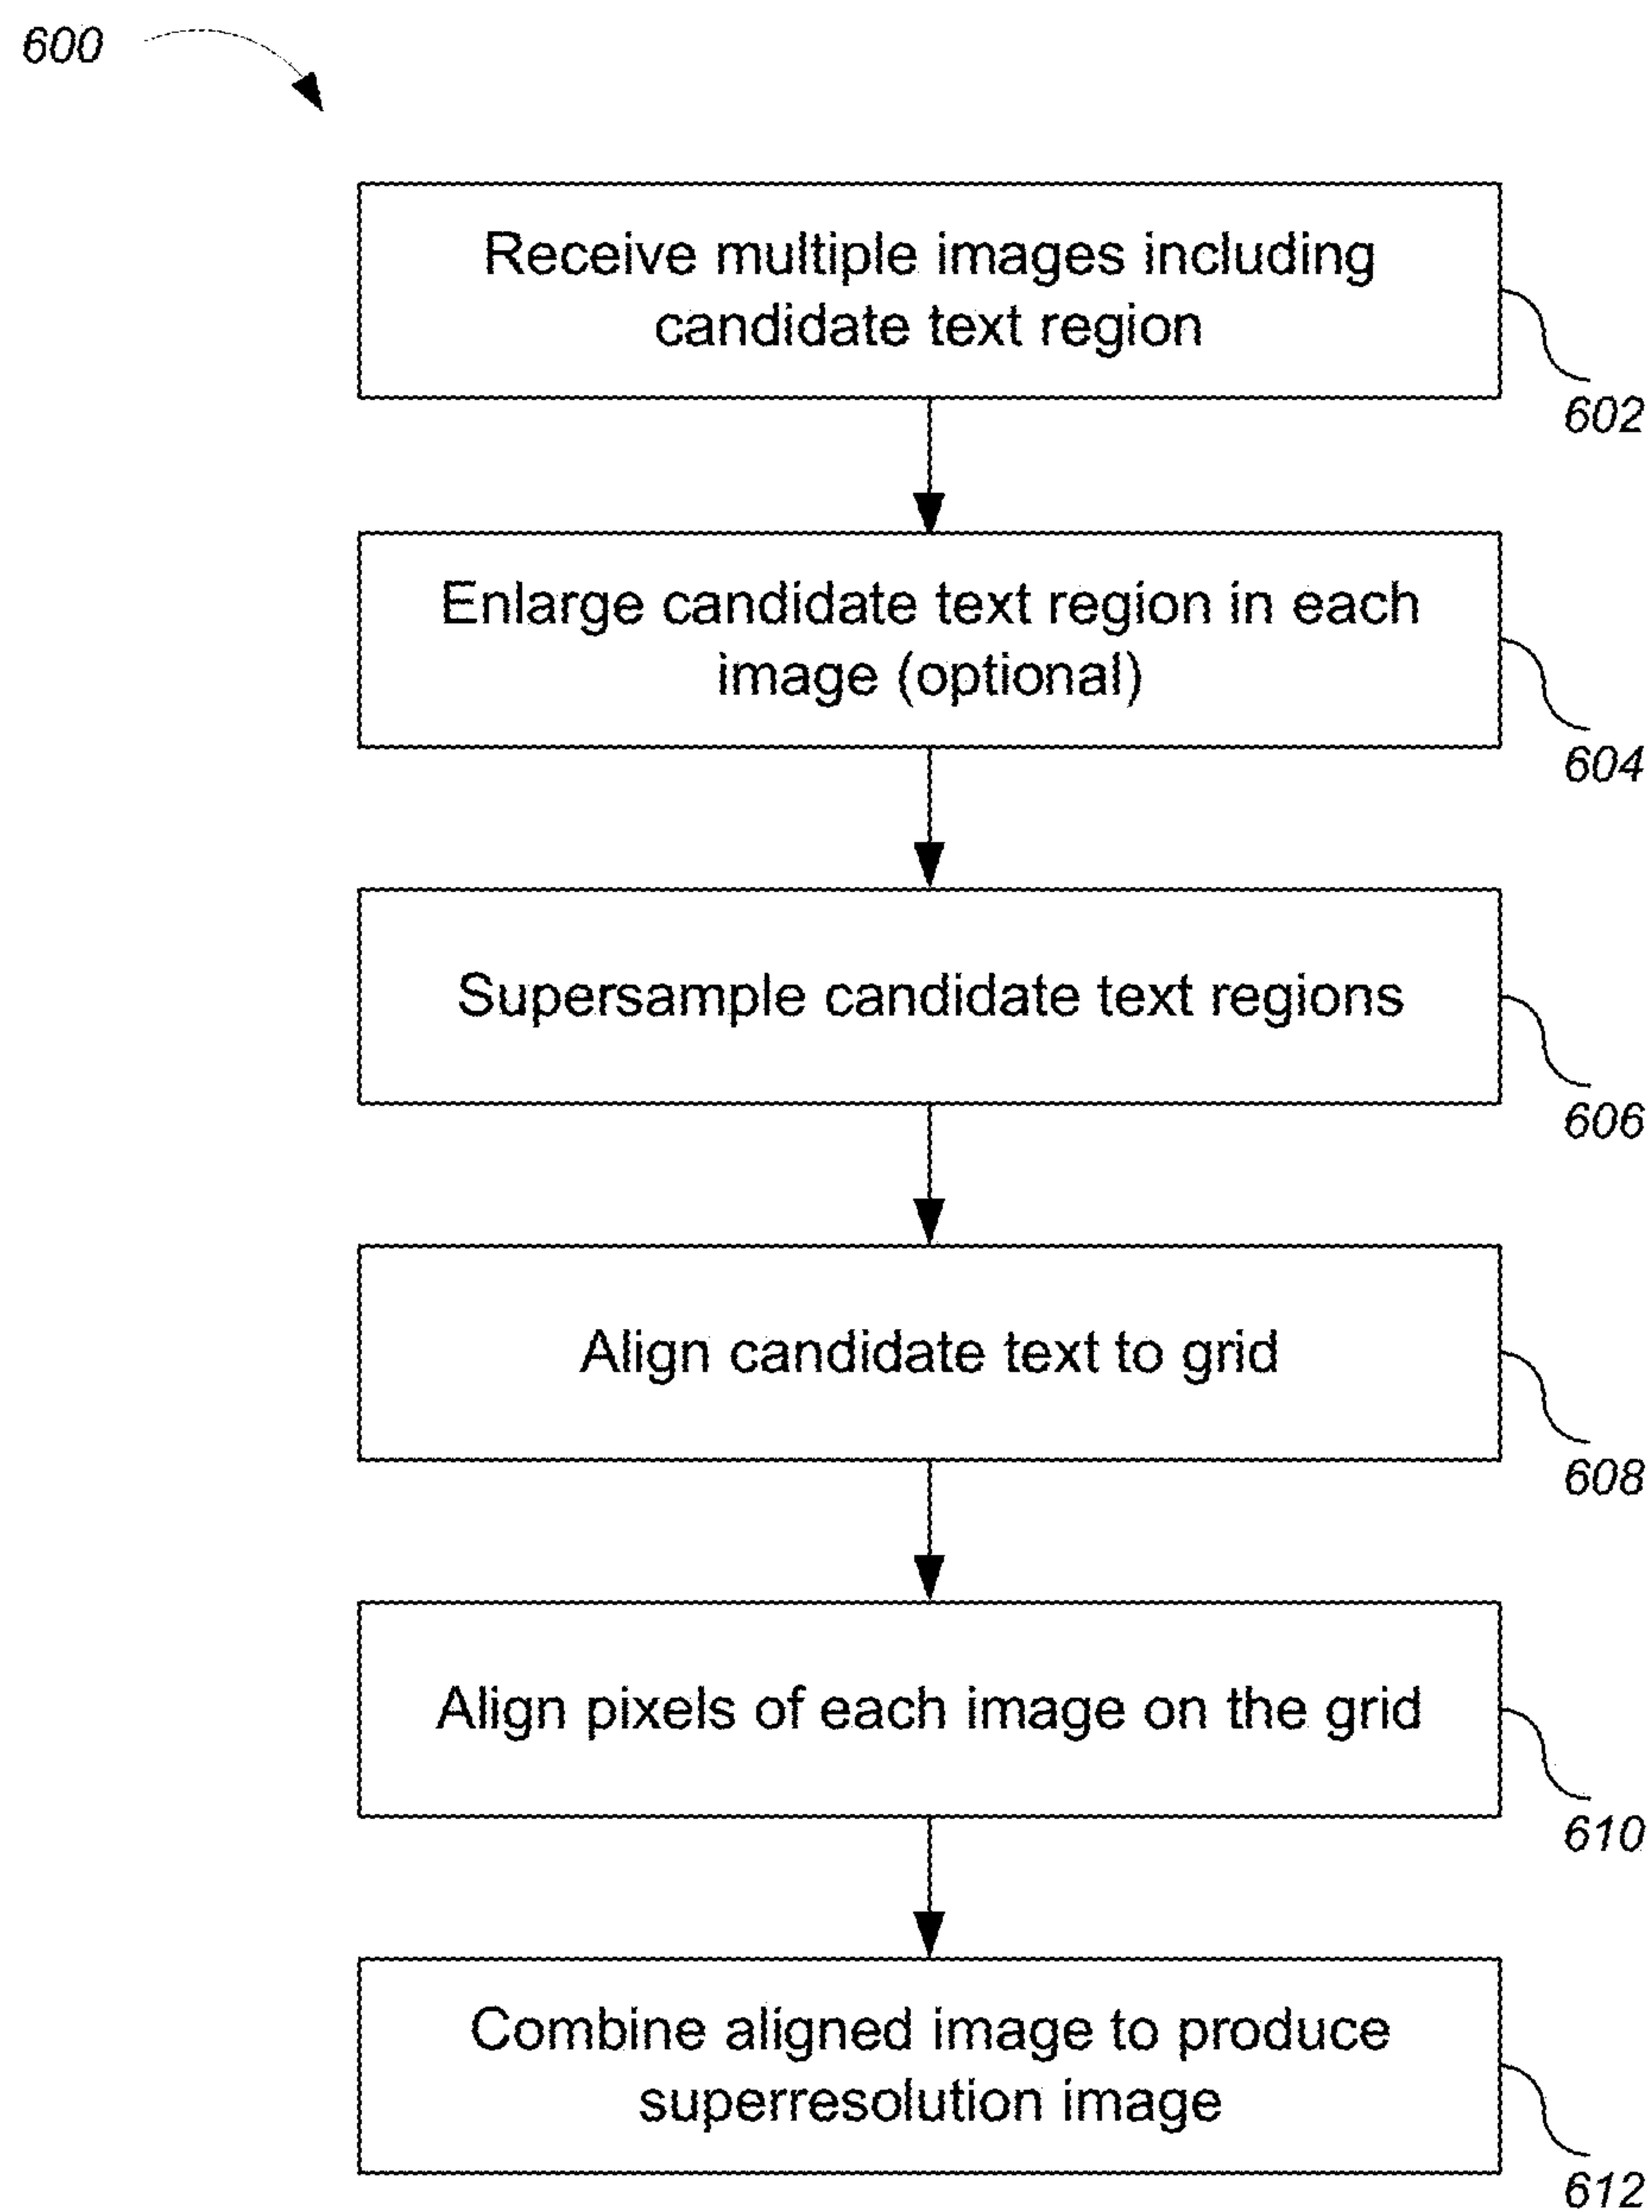 600
Receive multiple images including
candidate text region
602
Enlarge candidate text region in each
image (optional)
604
Supersample candidate text regions
606
Align candidate text to grid
608
Align pixels of each image on the grid
610
Combine aligned image to produce
superresolution image
612